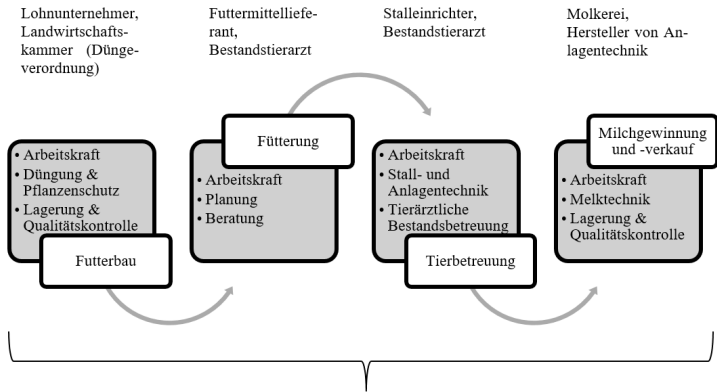 Lohnunternehmer,
Landwirtschafts-
kammer (Dünge-
verordnung)
Futtermittelliefe-
rant,
Bestandstierarzt
Stalleinrichter,
Bestandstierarzt
Molkerei,
Hersteller von An-
lagentechnik
• Arbeitskraft
• Düngung &
Pflanzenschutz
• Lagerung &
Qualitätskontrolle
Futterbau
Fütterung
• Arbeitskraft
• Planung
• Beratung
• Arbeitskraft
• Stall- und
Anlagentechnik
• Tierärztliche
Bestandsbetreuung
Tierbetreuung
Milchgewinnung
und -verkauf
• Arbeitskraft
• Melktechnik
• Lagerung &
Qualitätskontrolle